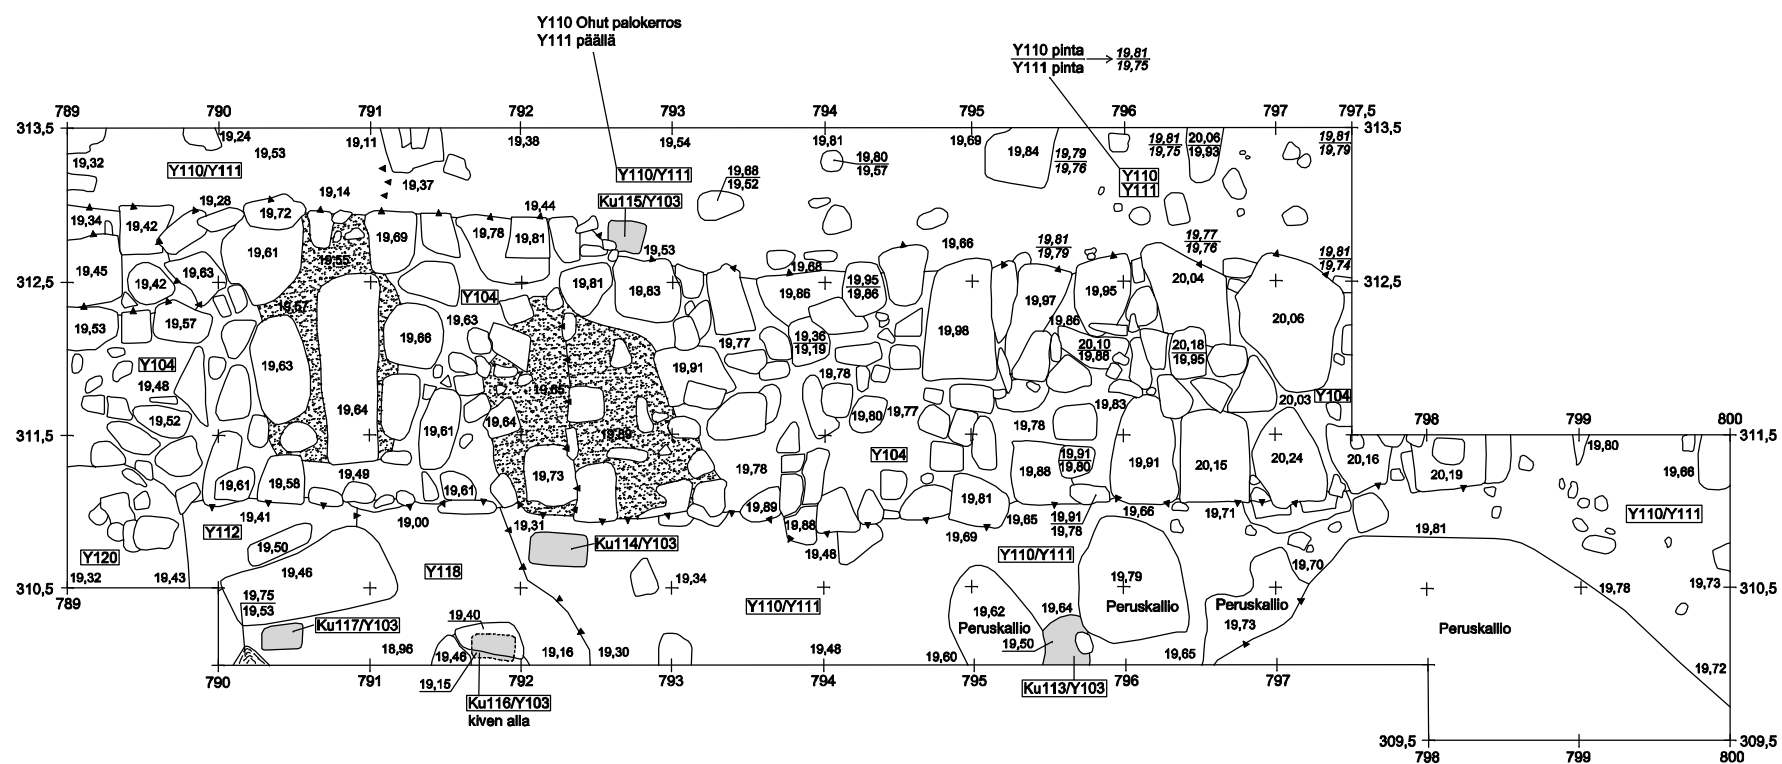 Y110 Ohut palokerros
Y111 päällä
Y110 pinta
Y111 pinta
19,81
19,75
789 790 791 792 793 794 795 796 797 797,5
313,5 313,5
19,24 19,11 19,38 19,54 19,81 19,69 20,06 19,81
19,81 19,75 19,93 19,79
19,53 19,84
19,32 19,80 19,79
19,57 19,76
Y110/Y111 19,37 Y110/Y111 19,68 Y110
19,52 Y111
19,14
19,28 19,44 Ku115/Y103
19,34 19,42 19,72
19,69 19,78 19,81 19,53 19,66 19,81 19,77 19,81
19,79 19,76 19,74
19,61 19,55
19,45 19,63 19,68
19,42 19,81 19,83 19,86 19,95 20,04
19,86
312,5 19,95 312,5
Y104 19,97
19,57
19,53 19,57 19,63 19,86 20,06
19,66 19,36 19,98 20,10 20,18
19,19 19,88 19,95
19,77
Y104 19,63 19,91 19,78
19,48 19,65
19,64 19,80 19,77 19,83 20,03 Y104
19,52 19,64 19,78
19,61 19,69 798 799 800
311,5 311,5
19,80
Y104 19,91
19,80
19,49 19,73 19,78 19,88 19,91 20,15 20,24 20,16 20,19 19,66
19,61 19,58 19,61 19,81
19,89
19,41 19,00 19,31 19,88 19,65 19,91 19,66 19,71
19,78
Y112 Y110/Y111
19,69 19,81
19,50 Ku114/Y103 19,48 Y110/Y111
Y120
19,46 Y118 19,70
19,32 19,43 19,34 19,79 19,73
310,5 19,78 310,5
789 19,75
19,53
Y110/Y111 19,62 19,64 Peruskallio Peruskallio
19,40
Ku117/Y103 Peruskallio 19,73 Peruskallio
19,50
18,96 19,46 19,16 19,30 19,48 19,60 19,65
19,72
790 791 792 793 794 795 796 797
19,15
Ku113/Y103
Ku116/Y103
kiven alla
309,5 309,5
798 799 800